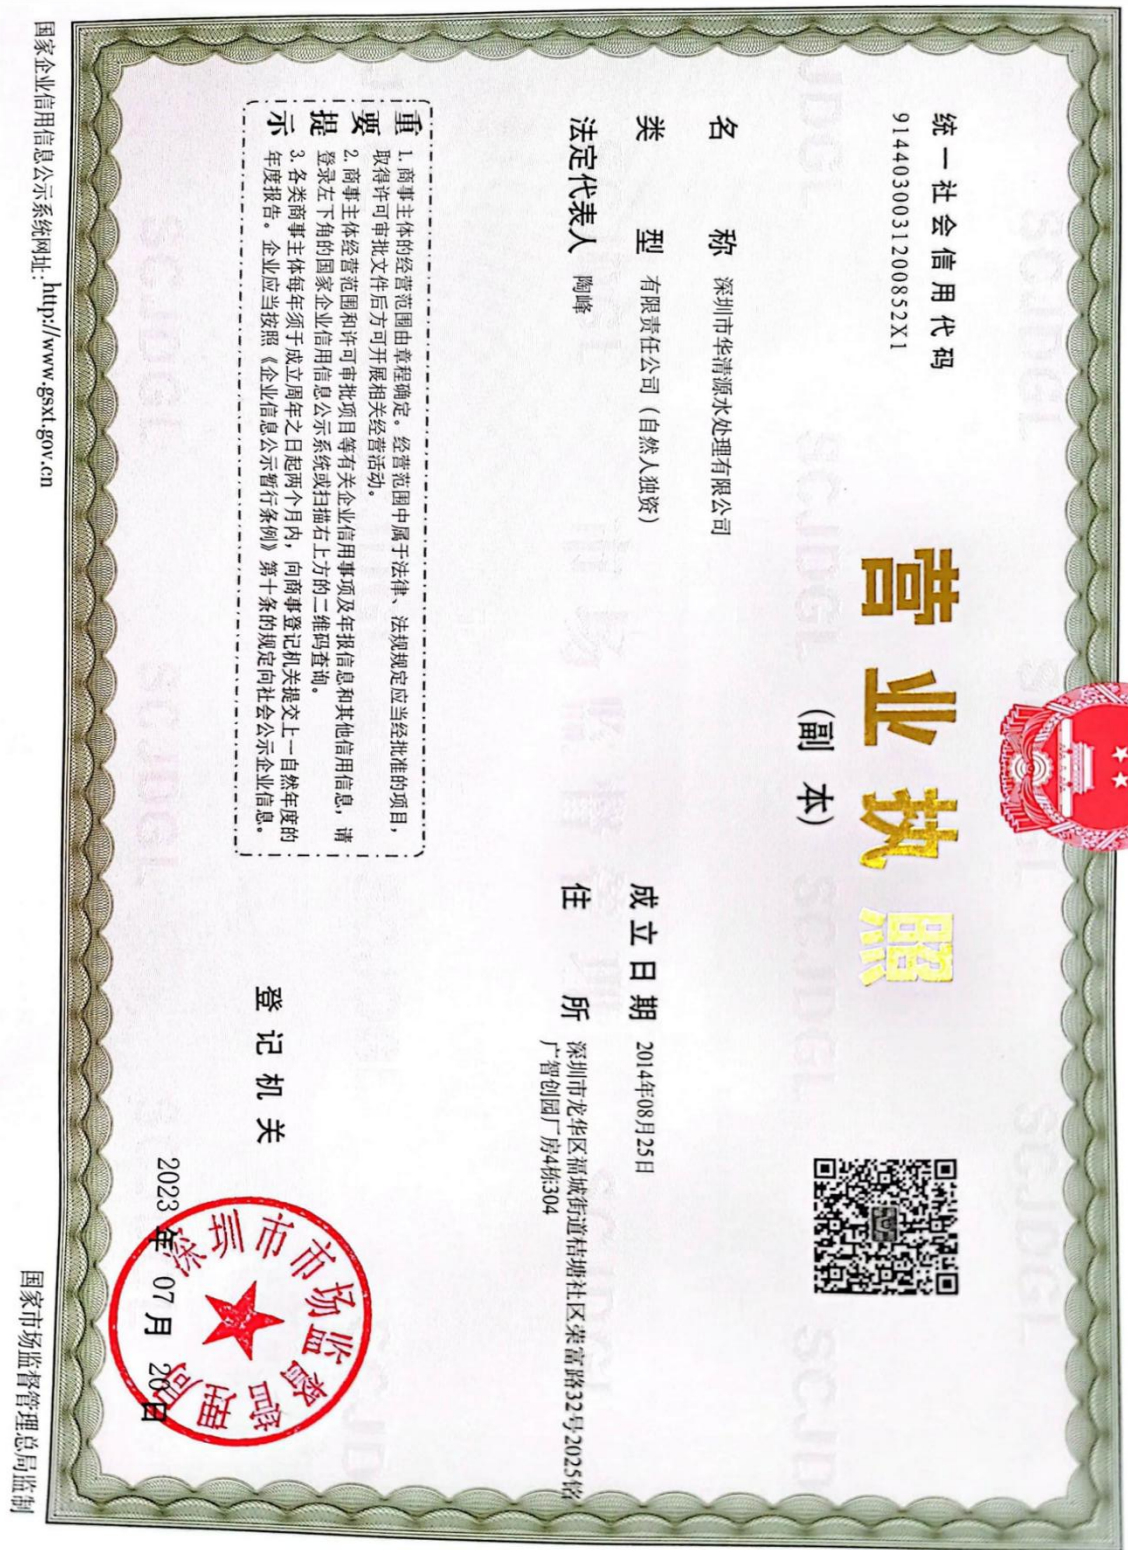 统一社会信用代码
9144030031200852X1
营业执照
(副 本)
名 称 深圳市华清源水处理有限公司
类 型 有限责任公司（自然人独资）
法定代表人 陶峰
成立日期 2014年08月25日
住 所 深圳市龙华区福城街道桔塘社区荣富路32号2025铭
广智创园厂房4栋304
重要提示
1. 商事主体的经营范围由章程确定。经营范围中属于法律、法规规定应当经批准的项目，
取得许可审批文件后方可开展相关经营活动。
2. 商事主体经营范围和许可审批项目等有关企业信用事项及年报信息和其他信用信息，请
登录左下角的国家企业信用信息公示系统或扫描右上方的二维码查询。
3. 各类商事主体每年须于成立周年之日起两个月内，向商事登记机关提交上一自然年度的
年度报告。企业应当按照《企业信息公示暂行条例》第十条的规定向社会公示企业信息。
登记机关
深圳市市场监督管理局
2023 年 07 月 20 日
国家企业信用信息公示系统网址：http://www.gsxt.gov.cn
国家市场监督管理总局监制